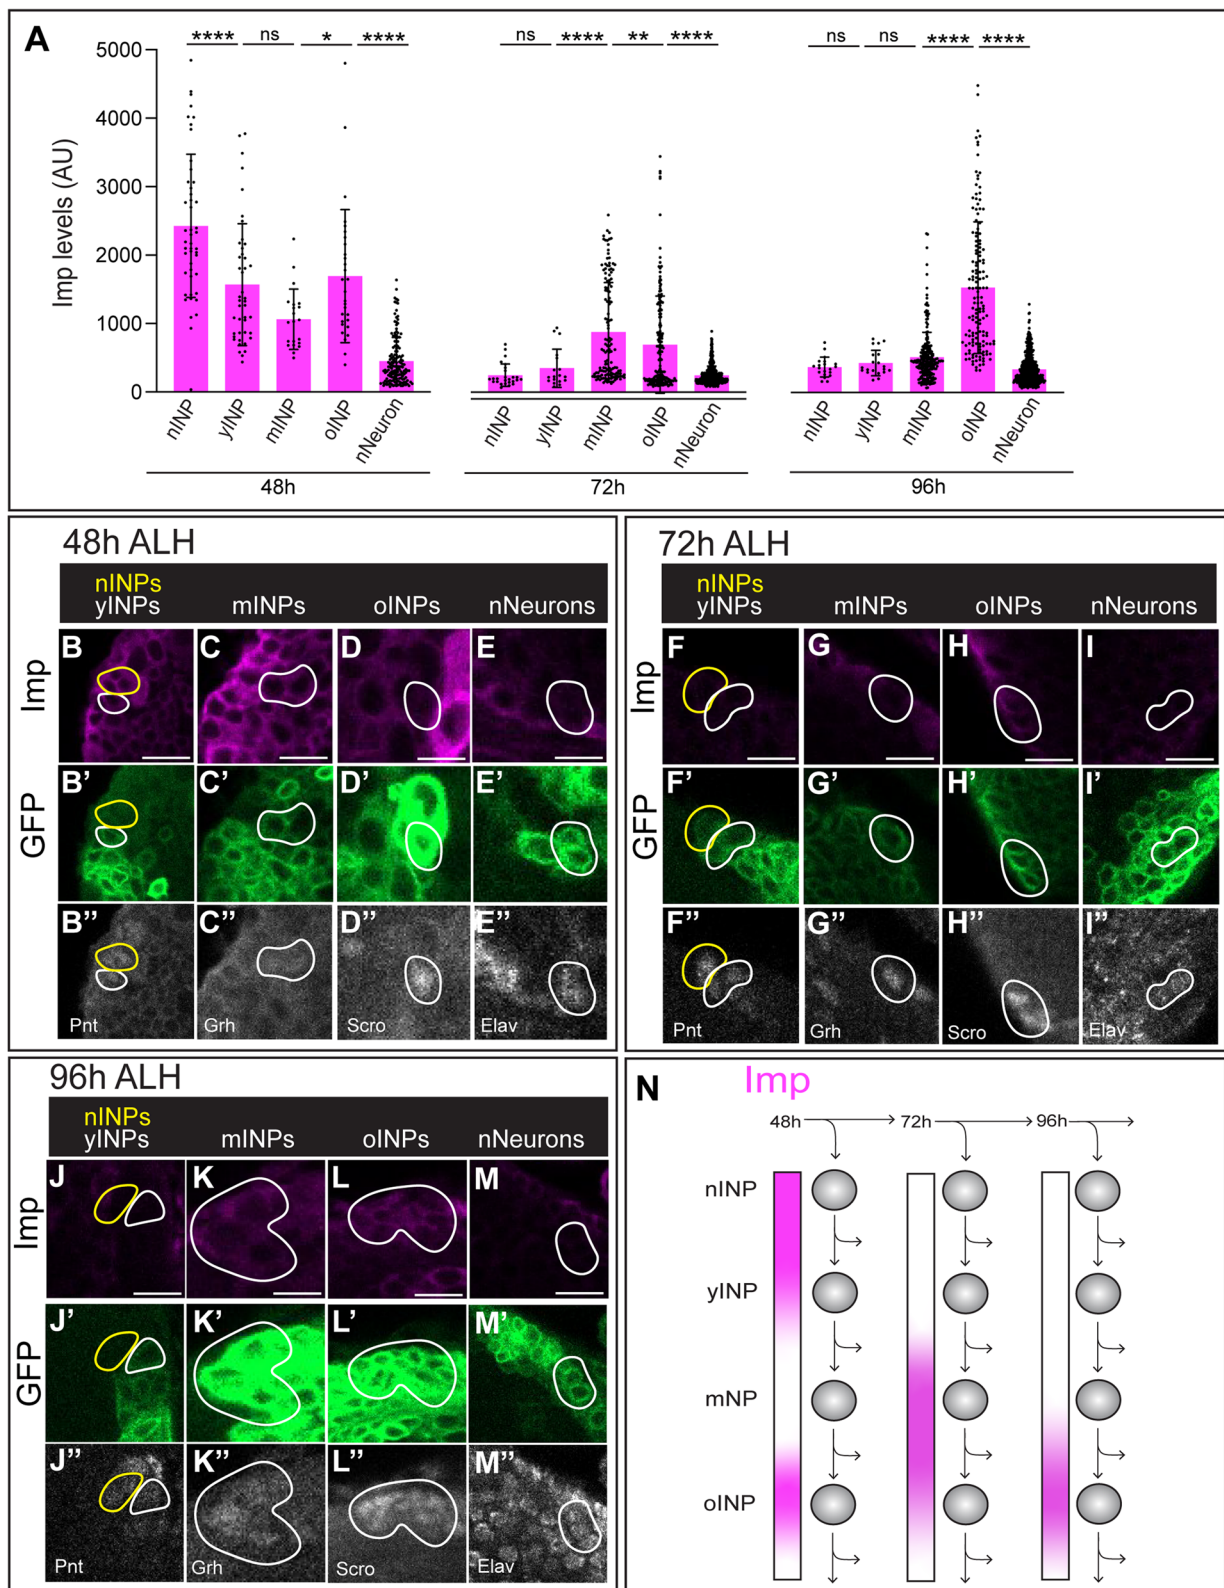 A
**** ns * ****
ns **** ** ****
ns ns **** ****
Imp levels (AU)
5000
4000
3000
2000
1000
0
nINP yINP mINP oINP nNeuron
nINP yINP mINP oINP nNeuron
nINP yINP mINP oINP nNeuron
48h 72h 96h
48h ALH
nINPs
yINPs mINPs oINPs nNeurons
Imp
B C D E
GFP
B' C' D' E'
B'' C'' D'' E''
Pnt Grh Scro Elav
72h ALH
nINPs
yINPs mINPs oINPs nNeurons
Imp
F G H I
GFP
F' G' H' I'
F'' G'' H'' I''
Pnt Grh Scro Elav
96h ALH
nINPs
yINPs mINPs oINPs nNeurons
Imp
J K L M
GFP
J' K' L' M'
J'' K'' L'' M''
Pnt Grh Scro Elav
N
Imp
48h 72h 96h
nINP
yINP
mNP
oINP